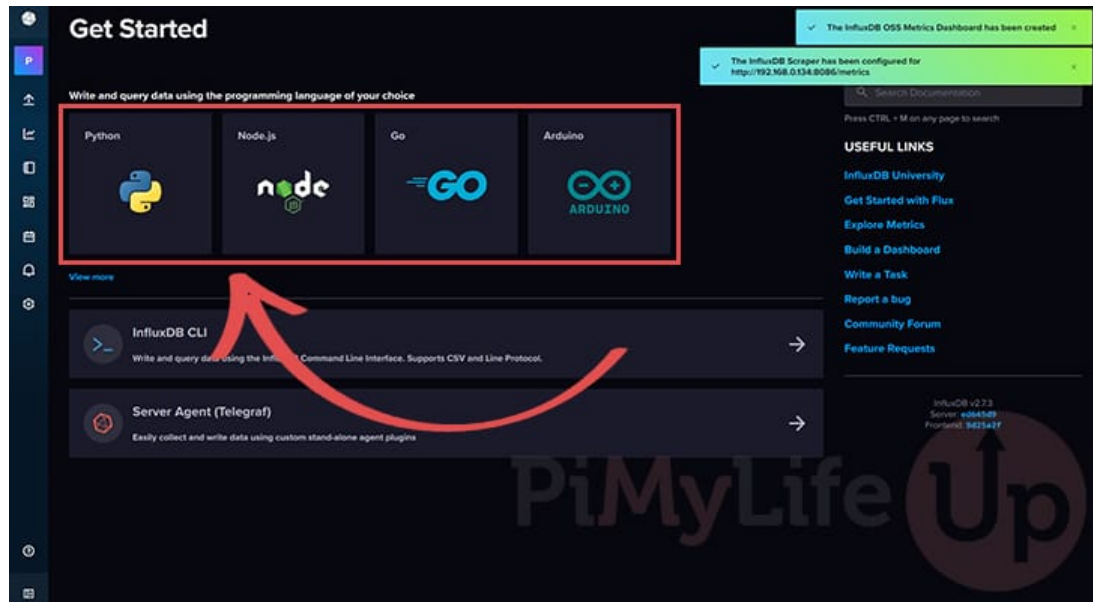 Get Started
The InfluxDB OSS Metrics Dashboard has been created
The InfluxDB Scraper has been configured for
http://192.168.0.134:8086/metrics
P
Write and query data using the programming language of your choice
Python
Node.js
Go
Arduino
node
JS
GO
ARDUINO
View more
InfluxDB CLI
Write and query data using the Command Line Interface. Supports CSV and Line Protocol.
Server Agent (Telegraf)
Easily collect and write data using custom stand-alone agent plugins
Search Documentation
Press CTRL + M on any page to search
USEFUL LINKS
InfluxDB University
Get Started with Flux
Explore Metrics
Build a Dashboard
Write a Task
Report a bug
Community Forum
Feature Requests
InfluxDB v2.7.3
Server:
Frontend:
PiMyLifeUp